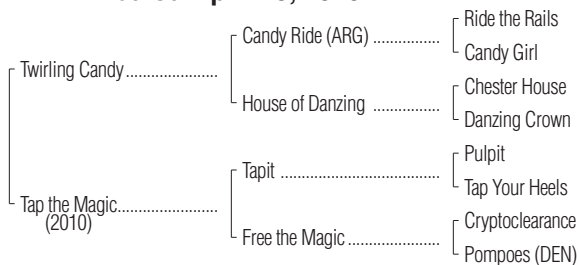 Ride the Rails
Candy Ride (ARG) ................
Candy Girl
Twirling Candy......................
Chester House
House of Danzing ................
Danzing Crown
Pulpit
Tapit ......................................
Tap Your Heels
Tap the Magic........................
(2010)
Cryptoclearance
Free the Magic......................
Pompoes (DEN)